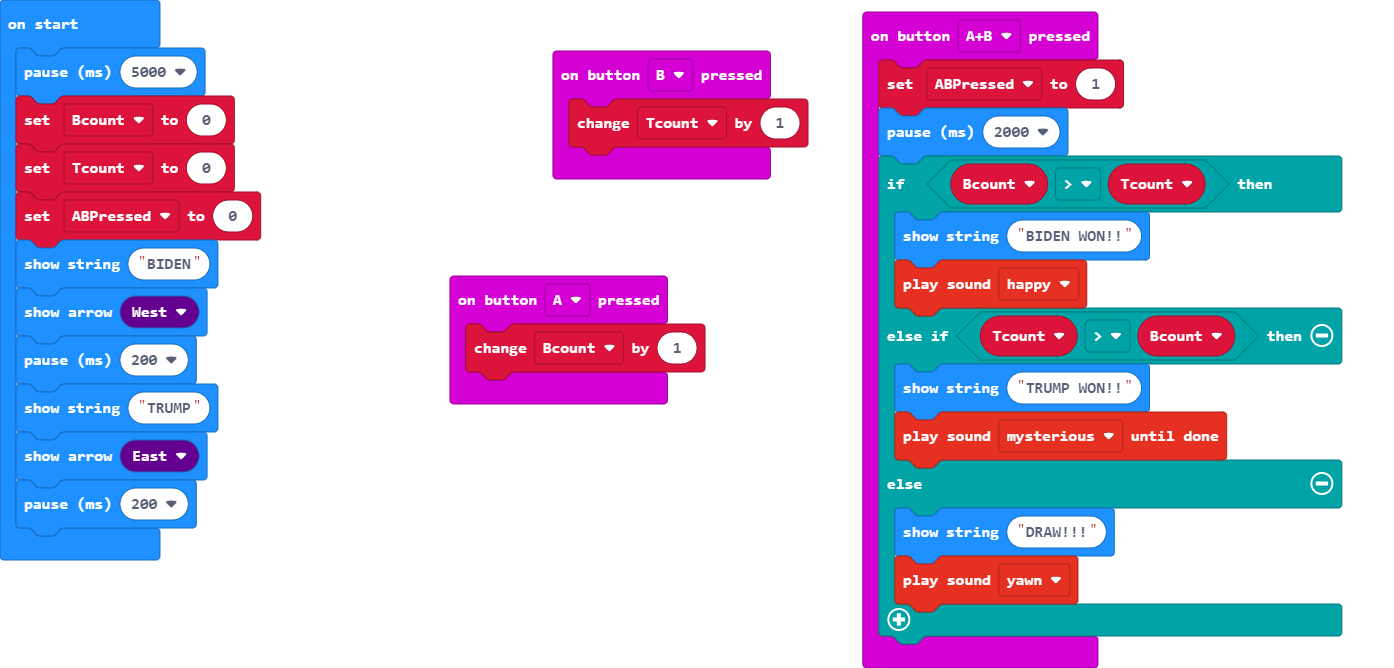 on start
pause (ms) 5000
set Bcount to 0
set Tcount to 0
set ABPressed to 0
show string "BIDEN"
show arrow West
pause (ms) 200
show string "TRUMP"
show arrow East
pause (ms) 200
on button B pressed
change Tcount by 1
on button A pressed
change Bcount by 1
on button A+B pressed
set ABPressed to 1
pause (ms) 2000
if Bcount > Tcount then
show string "BIDEN WON!!"
play sound happy
else if Tcount > Bcount then
show string "TRUMP WON!!"
play sound mysterious until done
else
show string "DRAW!!!"
play sound yawn